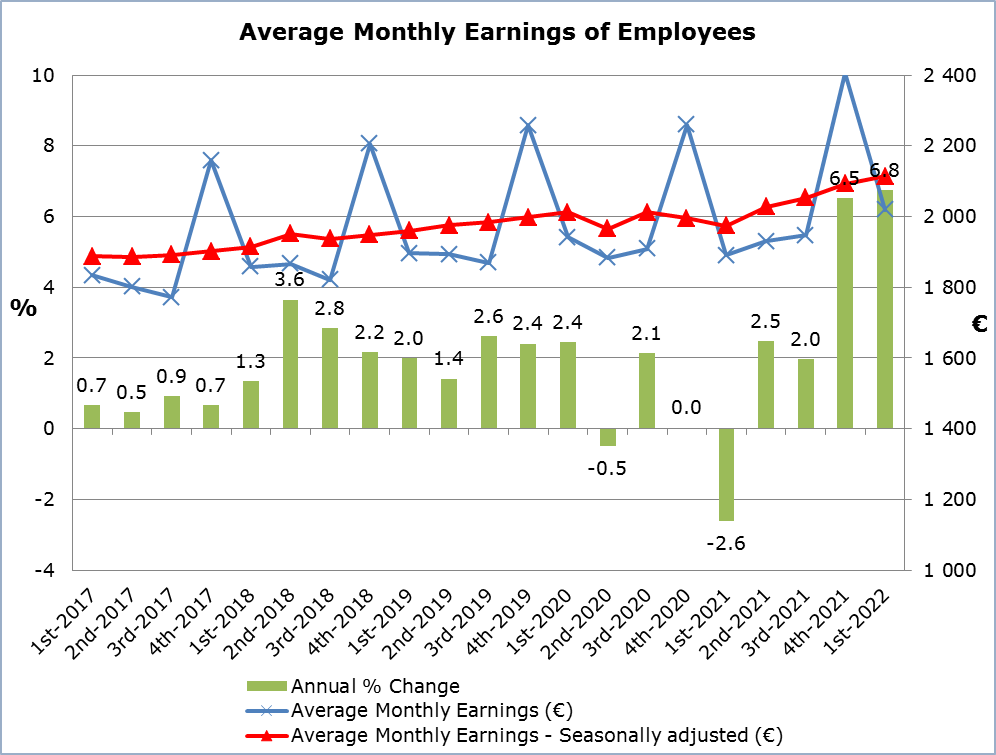 Average Monthly Earnings of Employees
10
8
6
4
2
0
-2
-4
%
2 400
2 200
2 000
1 800
1 600
1 400
1 200
1 000
€
0.7
0.5
0.9
0.7
1.3
3.6
2.8
2.2
2.0
1.4
2.6
2.4
2.4
-0.5
2.1
0.0
-2.6
2.5
2.0
6.5
6.8
1st-2017
2nd-2017
3rd-2017
4th-2017
1st-2018
2nd-2018
3rd-2018
4th-2018
1st-2019
2nd-2019
3rd-2019
4th-2019
1st-2020
2nd-2020
3rd-2020
4th-2020
1st-2021
2nd-2021
3rd-2021
4th-2021
1st-2022
Annual % Change
Average Monthly Earnings (€)
Average Monthly Earnings - Seasonally adjusted (€)